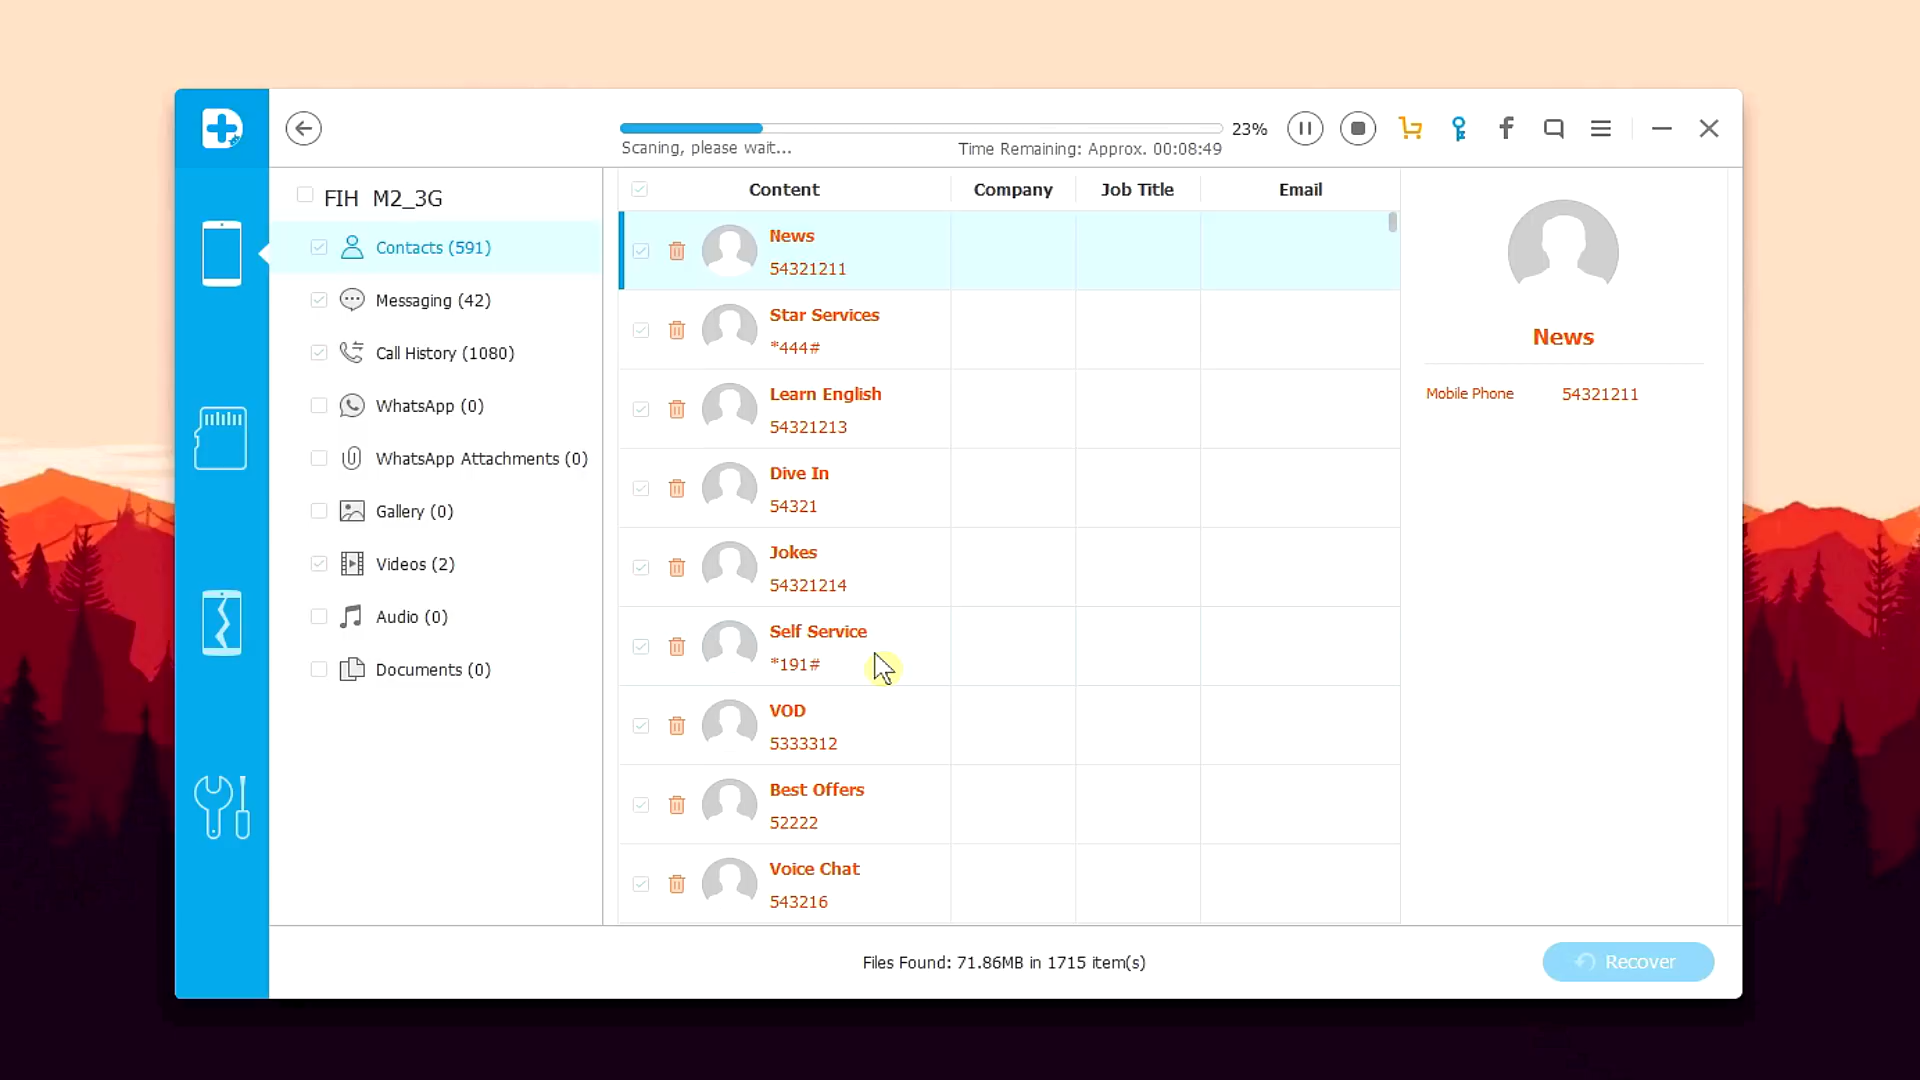 23%
Scaning, please wait...
Time Remaining: Approx. 00:08:49
FIH M2_3G
Contacts (591)
Messaging (42)
Call History (1080)
WhatsApp (0)
WhatsApp Attachments (0)
Gallery (0)
Videos (2)
Audio (0)
Documents (0)
Content Company Job Title Email
News
54321211
Star Services
*444#
Learn English
54321213
Dive In
54321
Jokes
54321214
Self Service
*191#
VOD
5333312
Best Offers
52222
Voice Chat
543216
News
Mobile Phone 54321211
Files Found: 71.86MB in 1715 item(s)
Recover